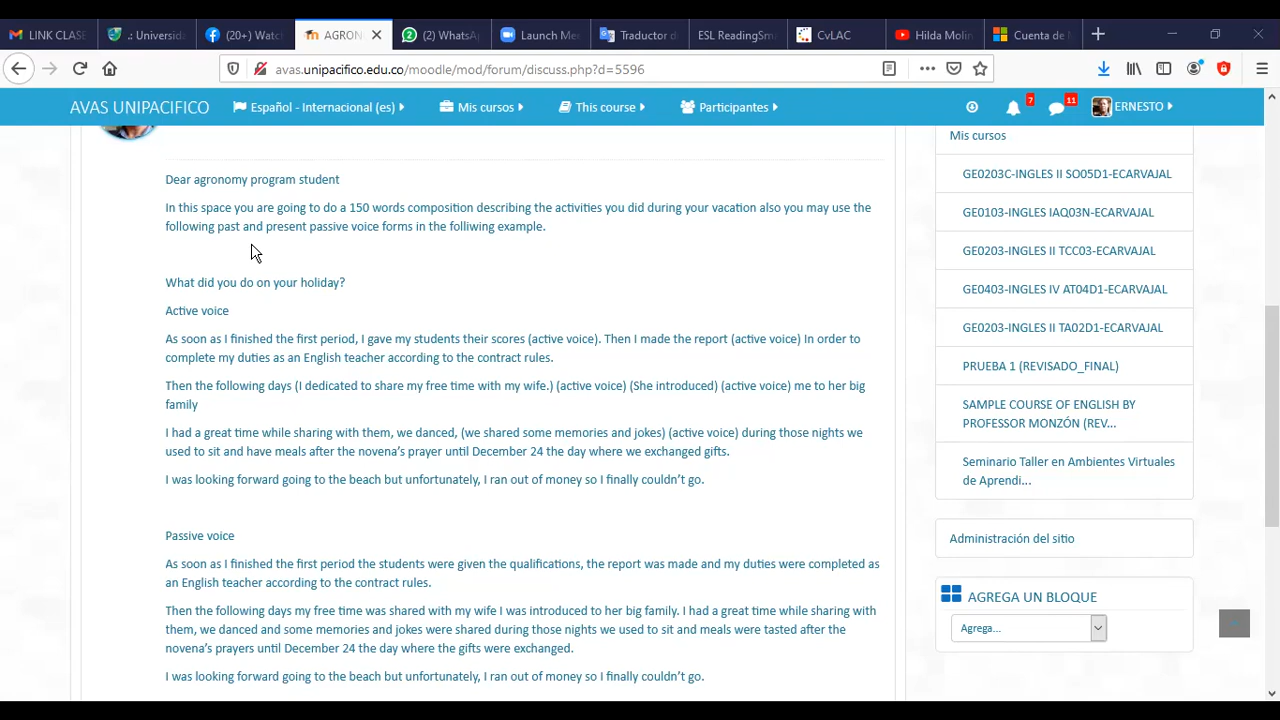 LINK CLASE
.: Universida
(20+) Watc
AGRON
(2) WhatsA
Launch Me
Traductor d
ESL ReadingSma
CvLAC
Hilda Molin
Cuenta de M
avas.unipacifico.edu.co/moodle/mod/forum/discuss.php?d=5596
AVAS UNIPACIFICO
Español - Internacional (es)
Mis cursos
This course
Participantes
7
11
ERNESTO
Dear agronomy program student
In this space you are going to do a 150 words composition describing the activities you did during your vacation also you may use the
following past and present passive voice forms in the folliwing example.
What did you do on your holiday?
Active voice
As soon as I finished the first period, I gave my students their scores (active voice). Then I made the report (active voice) In order to
complete my duties as an English teacher according to the contract rules.
Then the following days (I dedicated to share my free time with my wife.) (active voice) (She introduced) (active voice) me to her big
family
I had a great time while sharing with them, we danced, (we shared some memories and jokes) (active voice) during those nights we
used to sit and have meals after the novena's prayer until December 24 the day where we exchanged gifts.
I was looking forward going to the beach but unfortunately, I ran out of money so I finally couldn't go.
Passive voice
As soon as I finished the first period the students were given the qualifications, the report was made and my duties were completed as
an English teacher according to the contract rules.
Then the following days my free time was shared with my wife I was introduced to her big family. I had a great time while sharing with
them, we danced and some memories and jokes were shared during those nights we used to sit and meals were tasted after the
novena's prayers until December 24 the day where the gifts were exchanged.
I was looking forward going to the beach but unfortunately, I ran out of money so I finally couldn't go.
Mis cursos
GE0203C-INGLES II SO05D1-ECARVAJAL
GE0103-INGLES IAQ03N-ECARVAJAL
GE0203-INGLES II TCC03-ECARVAJAL
GE0403-INGLES IV AT04D1-ECARVAJAL
GE0203-INGLES II TA02D1-ECARVAJAL
PRUEBA 1 (REVISADO_FINAL)
SAMPLE COURSE OF ENGLISH BY
PROFESSOR MONZÓN (REV...
Seminario Taller en Ambientes Virtuales
de Aprendi...
Administración del sitio
AGREGA UN BLOQUE
Agrega...